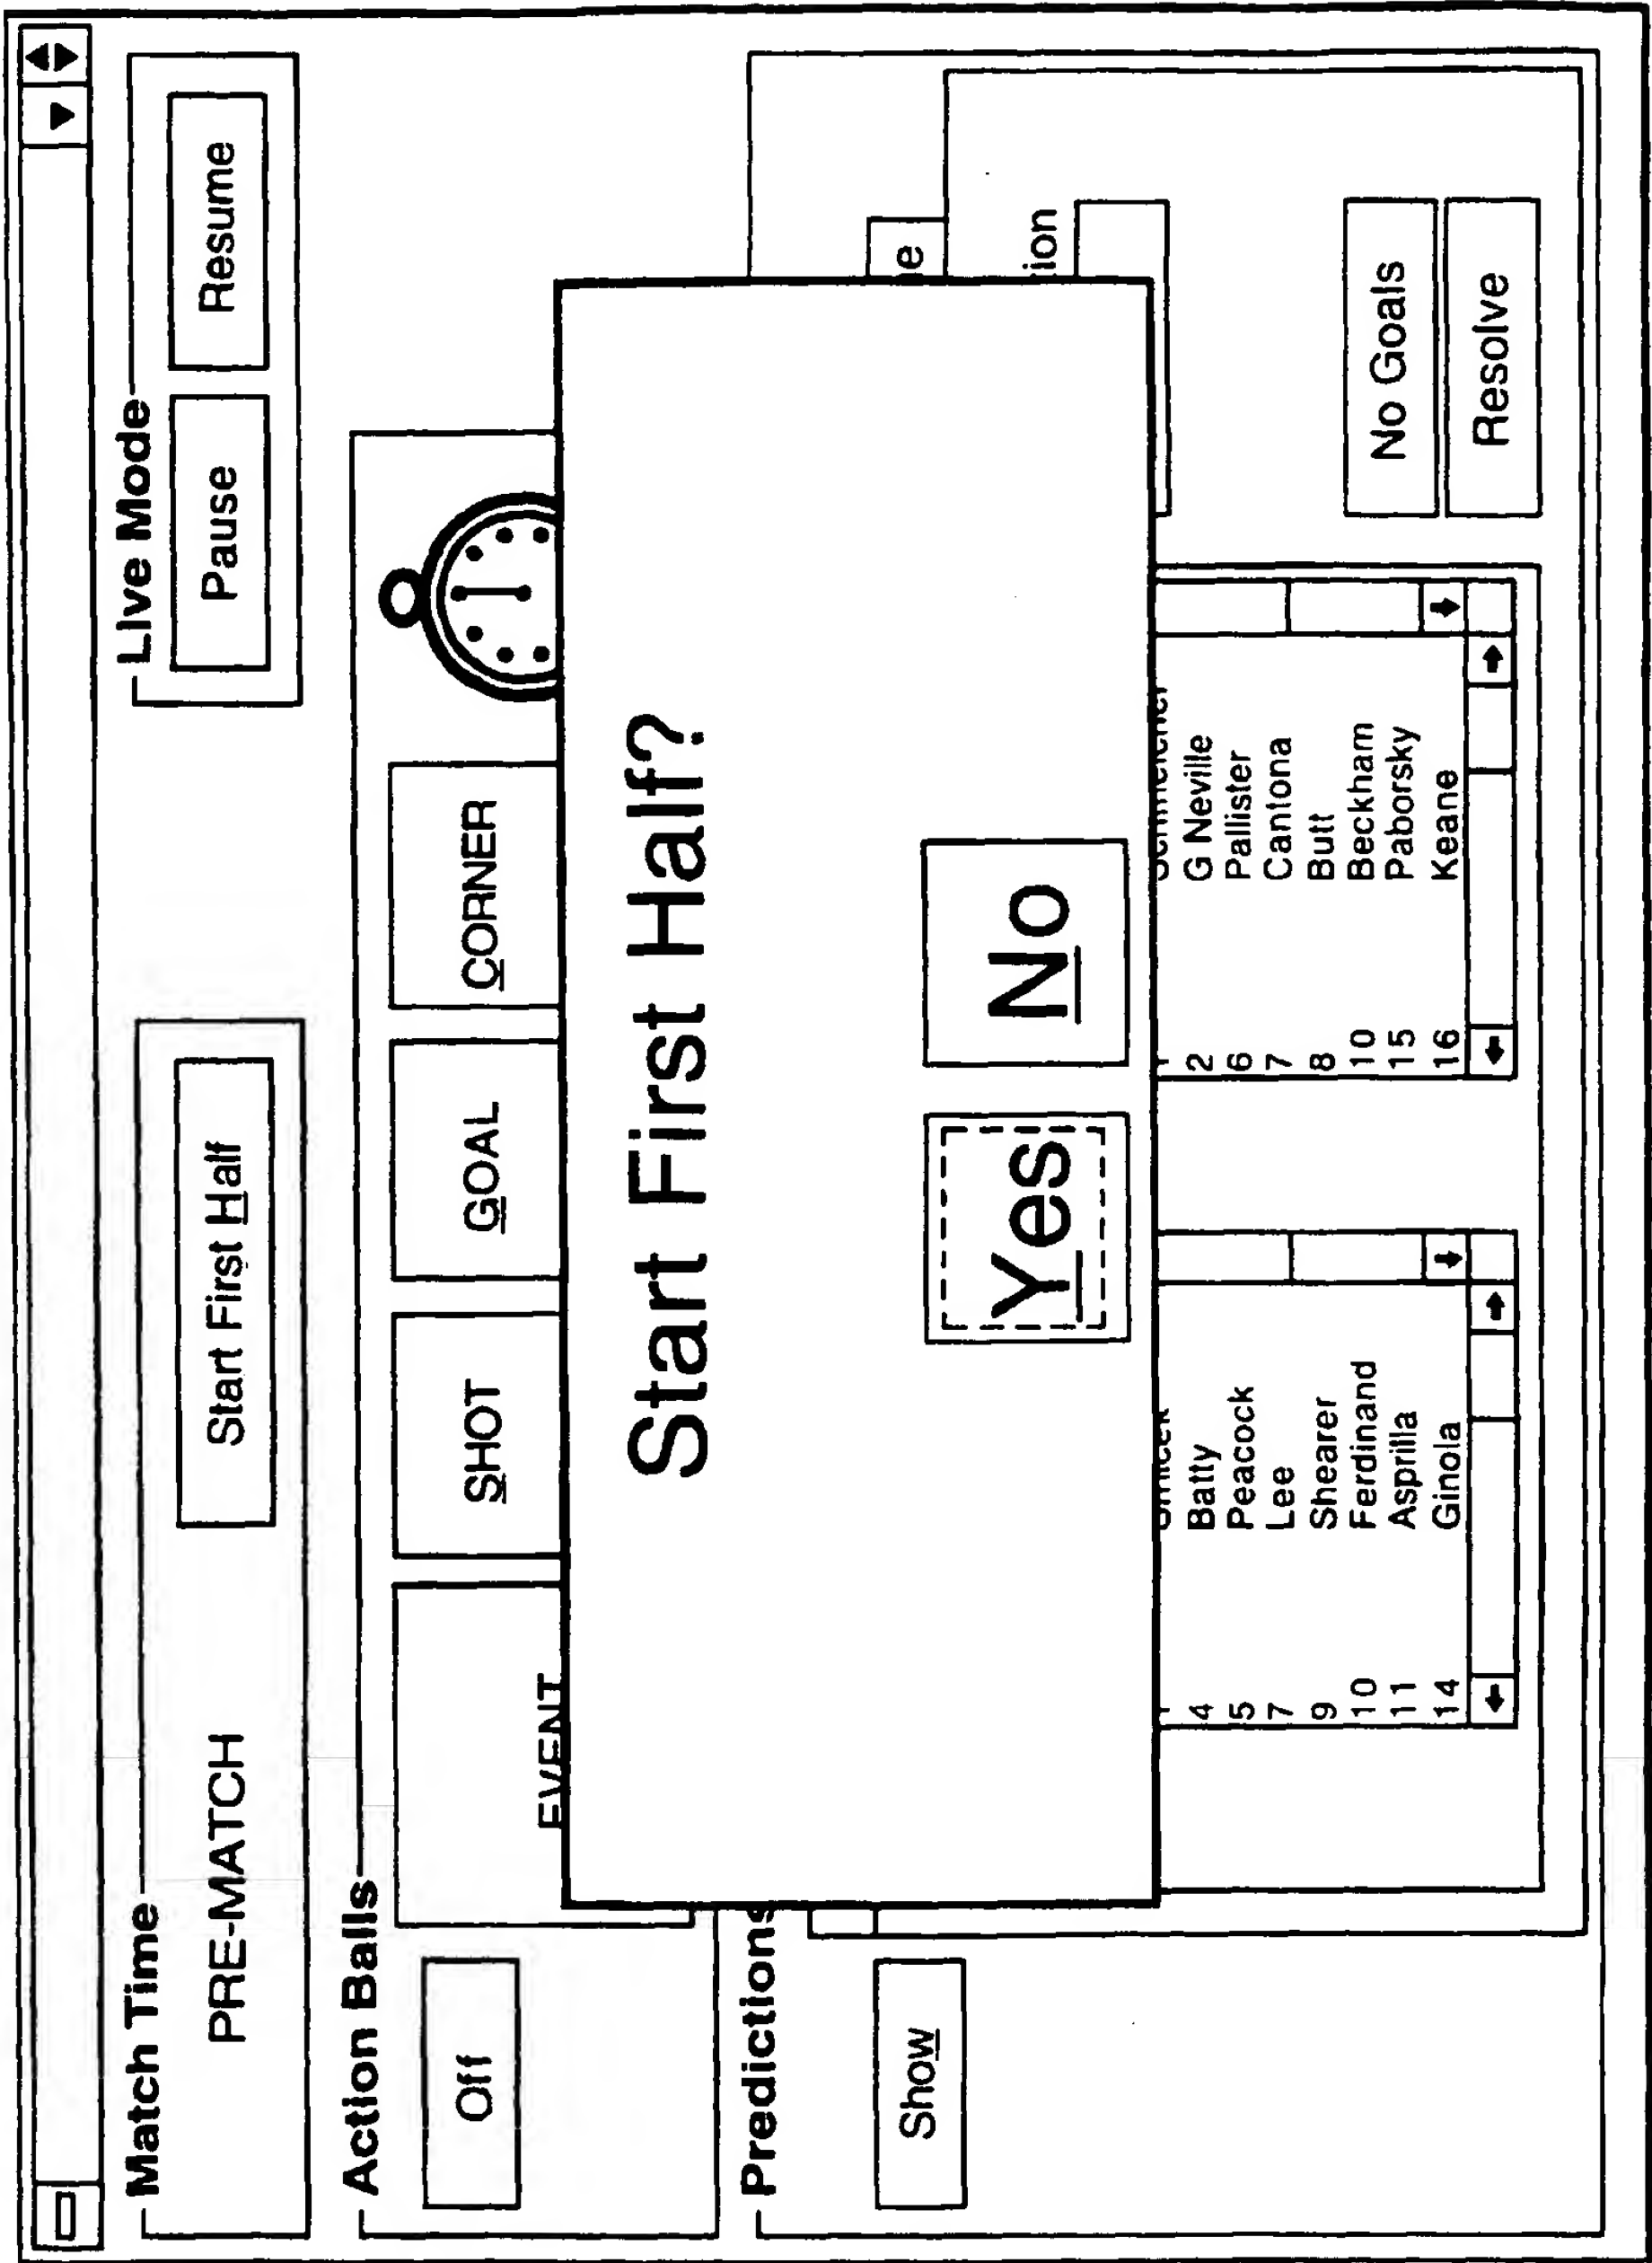 Match Time
Live Mode
PRE-MATCH
Start First Half
Pause
Resume
Action Balls
Off
SHOT
GOAL
CORNER
EVENT
Start First Half?
Yes
No
Predictions
Show
4 Batty
5 Peacock
7 Lee
9 Shearer
10 Ferdinand
11 Asprilla
14 Ginola
2 G Neville
6 Pallister
7 Cantona
8 Butt
10 Beckham
15 Paborsky
16 Keane
No Goals
Resolve